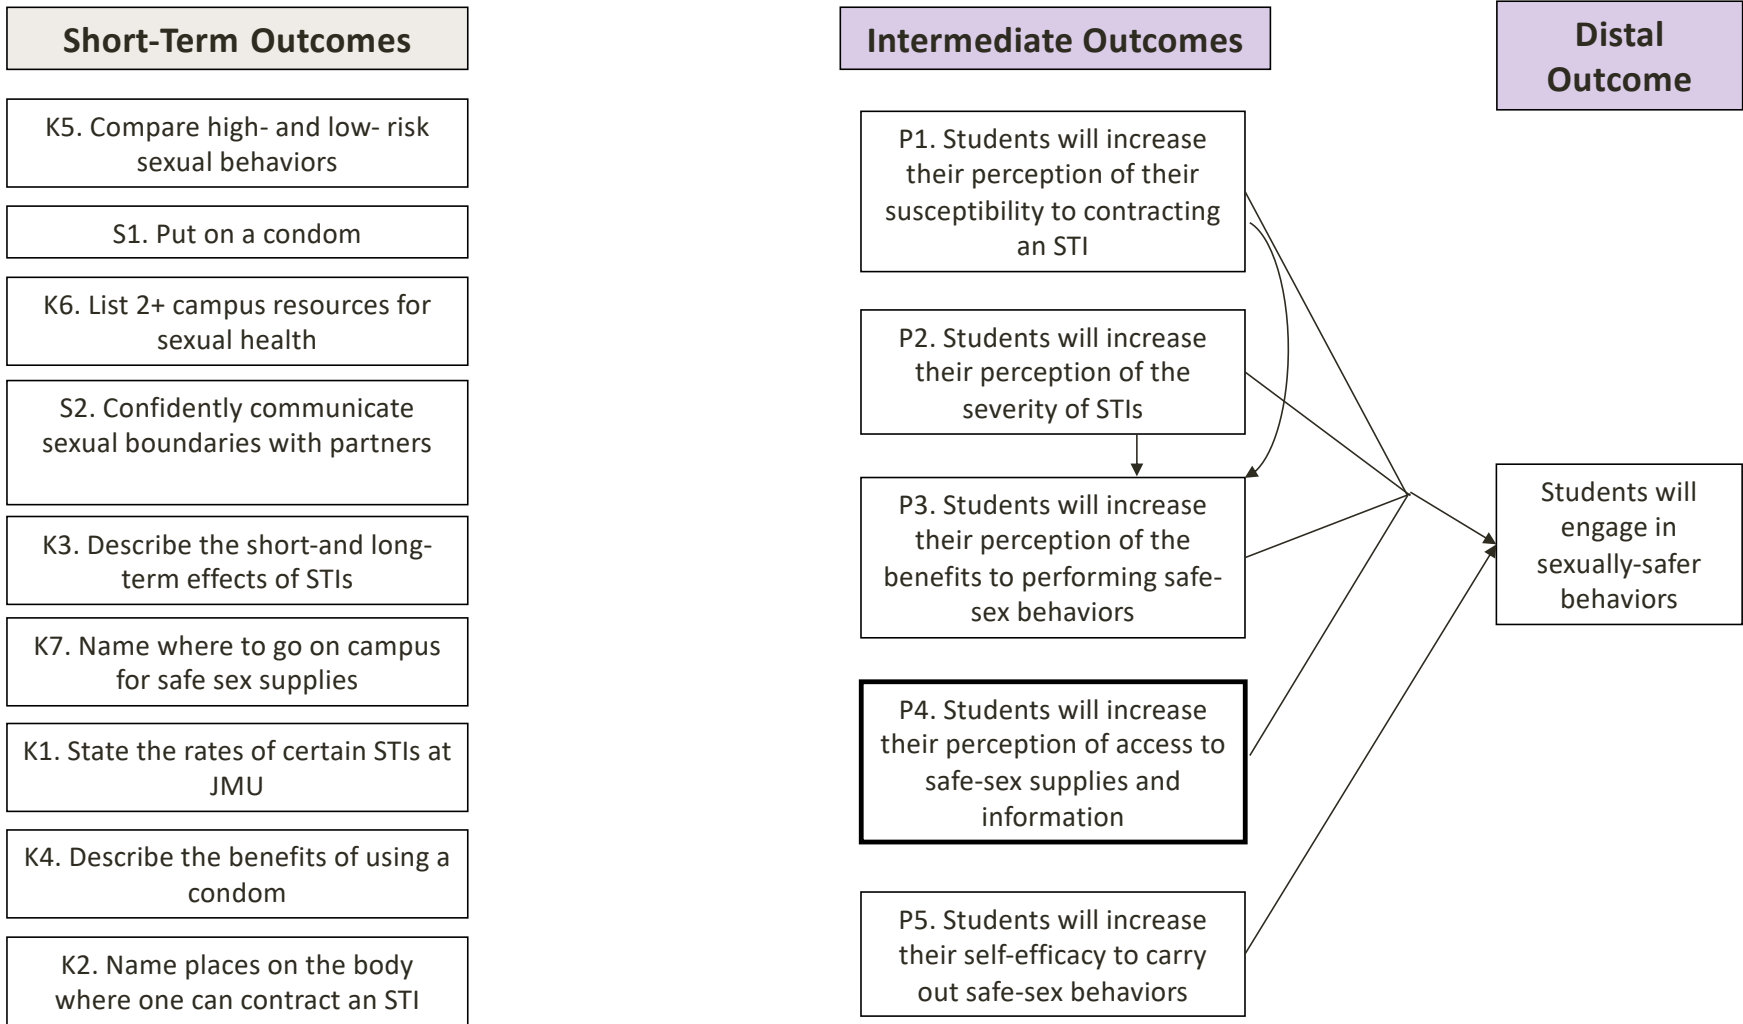 Short-Term Outcomes
K5. Compare high- and low- risk
sexual behaviors
S1. Put on a condom
K6. List 2+ campus resources for
sexual health
S2. Confidently communicate
sexual boundaries with partners
K3. Describe the short-and long-
term effects of STIs
K7. Name where to go on campus
for safe sex supplies
K1. State the rates of certain STIs at
JMU
K4. Describe the benefits of using a
condom
K2. Name places on the body
where one can contract an STI
Intermediate Outcomes
P1. Students will increase
their perception of their
susceptibility to contracting
an STI
P2. Students will increase
their perception of the
severity of STIs
P3. Students will increase
their perception of the
benefits to performing safe-
sex behaviors
P4. Students will increase
their perception of access to
safe-sex supplies and
information
P5. Students will increase
their self-efficacy to carry
out safe-sex behaviors
Distal
Outcome
Students will
engage in
sexually-safer
behaviors